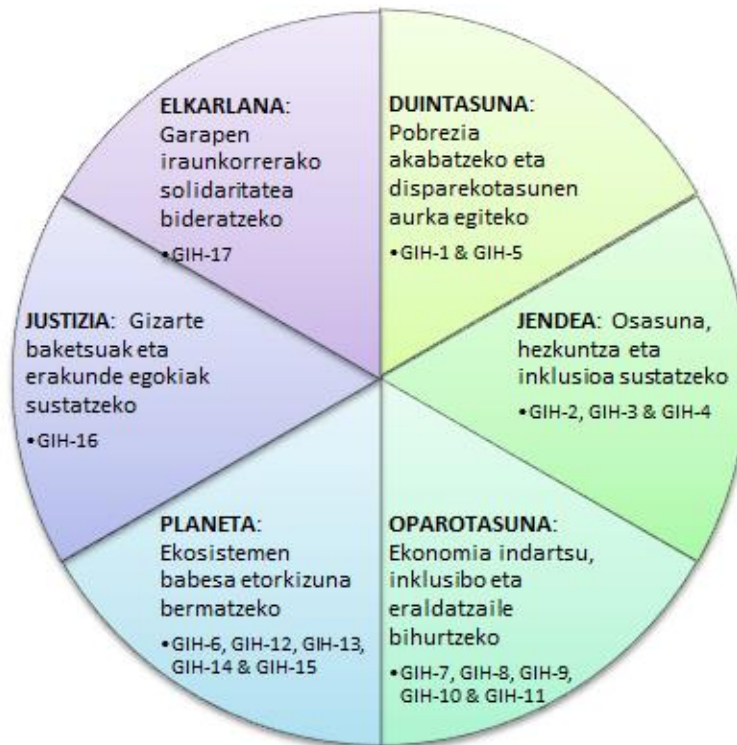 ELKARLANA:
Garapen
iraunkorrerako
solidaritatea
bideratzeko
•GIH-17
DUINTASUNA:
Pobrezia
akabatzeko eta
disparekotasunen
aurka egiteko
•GIH-1 & GIH-5
JENDEA: Osasuna,
hezkuntza eta
inklusioa sustatzeko
•GIH-2, GIH-3 & GIH-4
OPAROTASUNA:
Ekonomia indartsu,
inklusibo eta
eraldatzaile
bihurtzeko
•GIH-7, GIH-8, GIH-9,
GIH-10 & GIH-11
PLANETA:
Ekosistemen
babesa etorkizuna
bermatzeko
•GIH-6, GIH-12, GIH-13,
GIH-14 & GIH-15
JUSTIZIA: Gizarte
baketsuak eta
erakunde egokiak
sustatzeko
•GIH-16